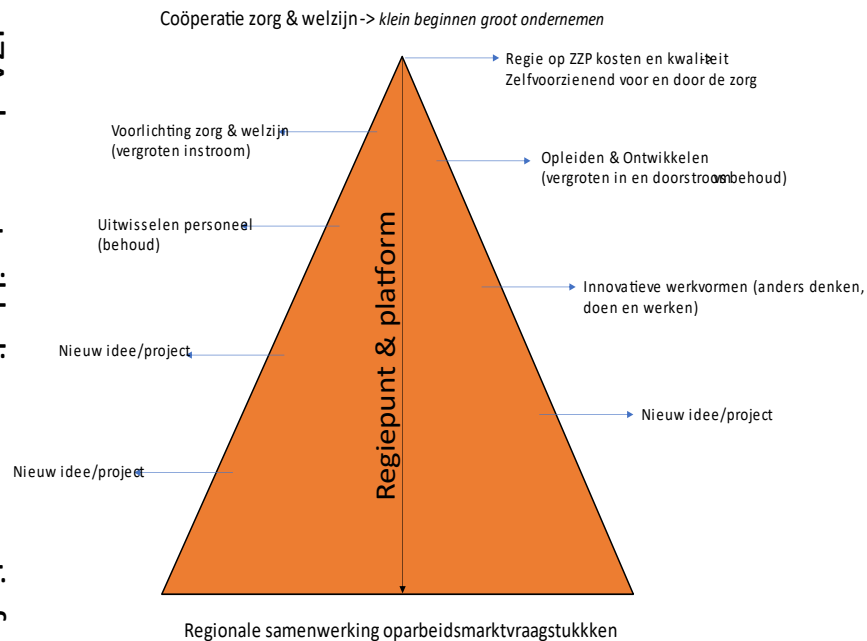 Coöperatie zorg & welzijn -> klein beginnen groot ondernemen
Regie op ZZP kosten en kwaliteit
Zelfvoorzienend voor en door de zorg
Voorlichting zorg & welzijn
(vergroten instroom)
Opleiden & Ontwikkelen
(vergroten in en doorstroom behoud)
Uitwisselen personeel
(behoud)
Innovatieve werkvormen (anders denken,
doen en werken)
Nieuw idee/project
Nieuw idee/project
Nieuw idee/project
Regiepunt & platform
Regionale samenwerking oparbeidsmarktvraagstukkken